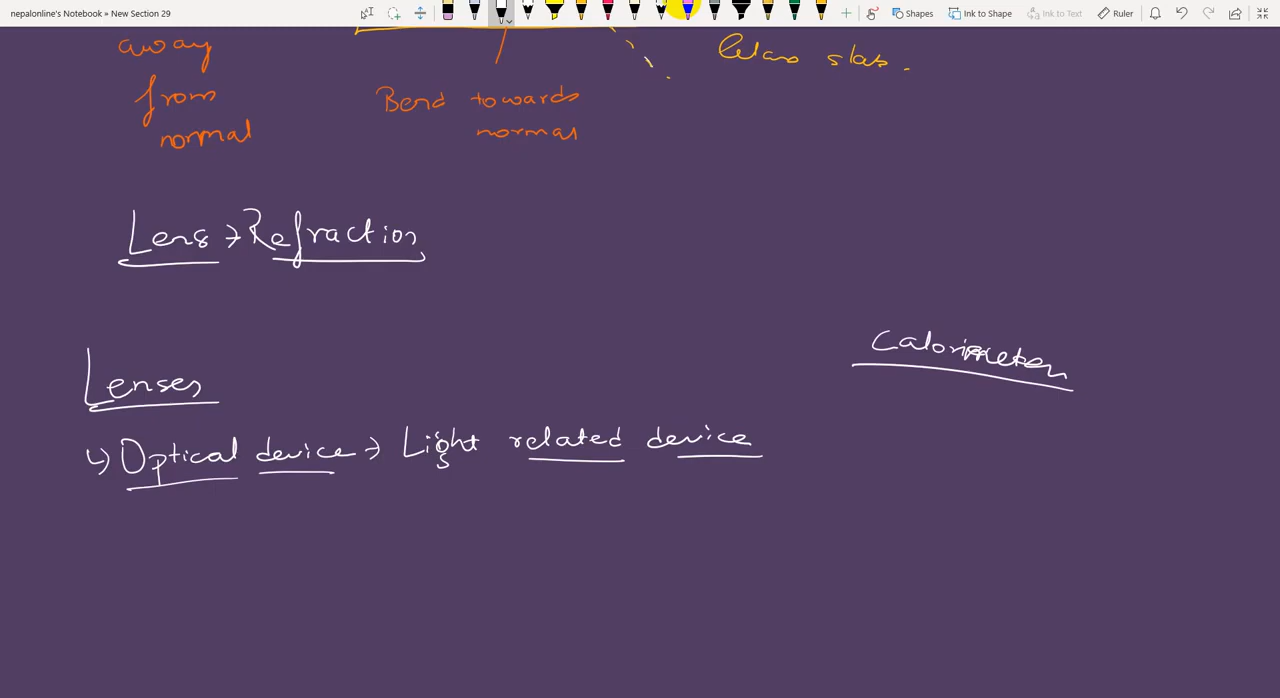 nepalonline's Notebook » New Section 29
Shapes Ink to Shape Ink to Text Ruler
away
from
normal
Bend towards
normal
Glass slab.
Lens → Refraction
Calorimeter
Lenses
↳ Optical device → Light related device